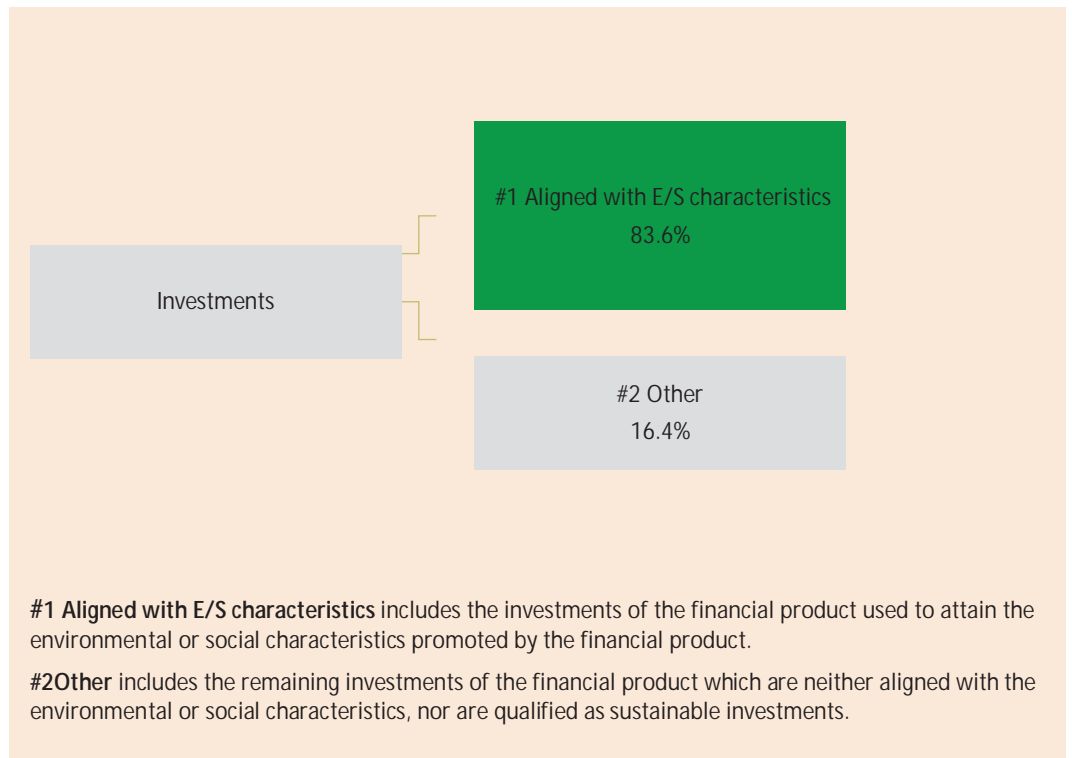 #1 Aligned with E/S characteristics
83.6%
Investments
#2 Other
16.4%
#1 Aligned with E/S characteristics includes the investments of the financial product used to attain the
environmental or social characteristics promoted by the financial product.
#2Other includes the remaining investments of the financial product which are neither aligned with the
environmental or social characteristics, nor are qualified as sustainable investments.